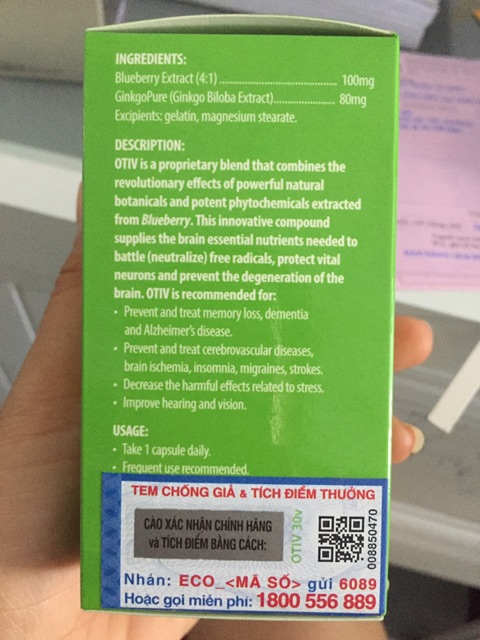 INGREDIENTS:
Blueberry Extract (4:1) ........................................ 100mg
GinkgoPure (Ginkgo Biloba Extract)..................... 80mg
Excipients: gelatin, magnesium stearate.
DESCRIPTION:
OTIV is a proprietary blend that combines the
revolutionary effects of powerful natural
botanicals and potent phytochemicals extracted
from Blueberry. This innovative compound
supplies the brain essential nutrients needed to
battle (neutralize) free radicals, protect vital
neurons and prevent the degeneration of the
brain. OTIV is recommended for:
• Prevent and treat memory loss, dementia
and Alzheimer's disease.
• Prevent and treat cerebrovascular diseases,
brain ischemia, insomnia, migraines, strokes.
• Decrease the harmful effects related to stress.
• Improve hearing and vision.
USAGE:
• Take 1 capsule daily.
• Frequent use recommended.
TEM CHỐNG GIẢ & TÍCH ĐIỂM THƯỞNG
CÀO XÁC NHẬN CHÍNH HÃNG
và TÍCH ĐIỂM BẰNG CÁCH:
OTIV 30v
008850470
Nhắn: ECO_<MÃ SỐ> gửi 6089
Hoặc gọi miễn phí: 1800 556 889